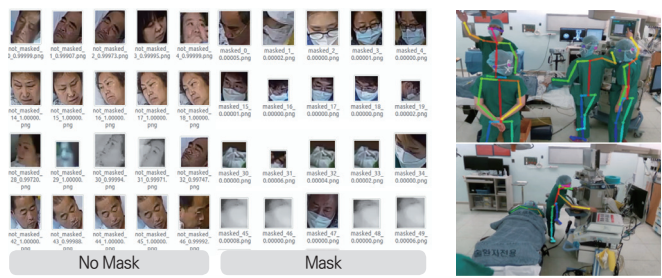 not_masked_ not_masked_ not_masked_ not_masked_ not_masked_ masked_0_ masked_1_ masked_2_ masked_3_ masked_4_
0_0.99999.png 1_0.99907.png 2_0.99973.png 3_0.99995.png 4_0.99999.png 0.00005.png 0.00002.png 0.00000.png 0.00001.png 0.00000.png
not_masked_ not_masked_ not_masked_ not_masked_ not_masked_ masked_15_ masked_16_ masked_17_ masked_18_ masked_19_
14_1.00000. 15_1.00000. 16_1.00000. 17_1.00000. 18_1.00000. 0.00001.png 0.00000.png 0.00000.png 0.00000.png 0.00002.png
png png png png png
not_masked_ not_masked_ not_masked_ not_masked_ not_masked_ masked_30_ masked_31_ masked_32_ masked_33_ masked_34_
28_0.99720. 29_1.00000. 30_0.99994. 31_0.99971. 32_0.99747. 0.00000.png 0.00006.png 0.00004.png 0.00002.png 0.00000.png
png png png png png
not_masked_ not_masked_ not_masked_ not_masked_ not_masked_ masked_45_ masked_46_ masked_47_ masked_48_ masked_49_
42_1.00000. 43_0.99988. 44_1.00000. 45_1.00000. 46_0.99992. 0.00008.png 0.00000.png 0.00000.png 0.00000.png 0.00006.png
png png png png png
No Mask Mask
술환자전용